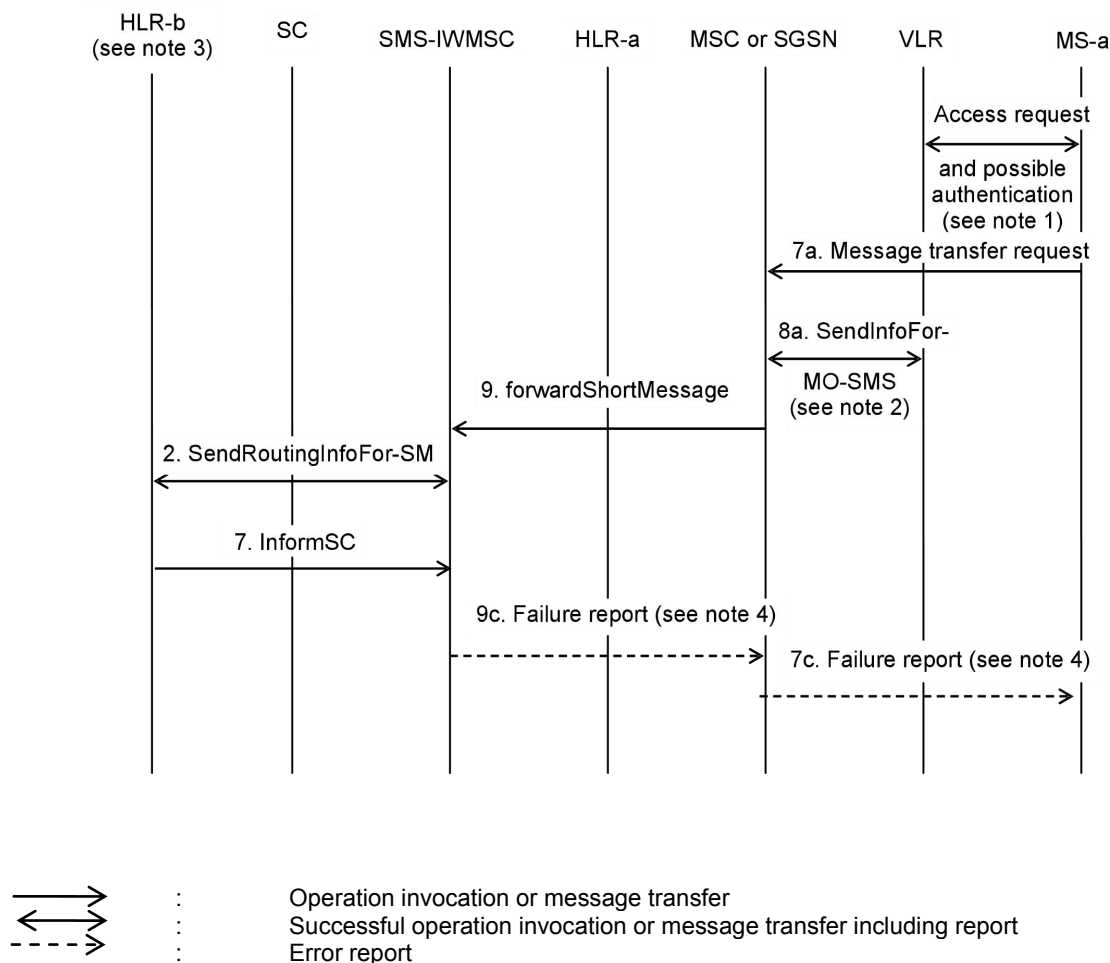 HLR-b
(see note 3)
SC
SMS-IWMSC
HLR-a
MSC or SGSN
VLR
MS-a
Access request
and possible
authentication
(see note 1)
7a. Message transfer request
8a. SendInfoFor-
MO-SMS
(see note 2)
9. forwardShortMessage
2. SendRoutingInfoFor-SM
7. InformSC
9c. Failure report (see note 4)
7c. Failure report (see note 4)
: Operation invocation or message transfer
: Successful operation invocation or message transfer including report
: Error report